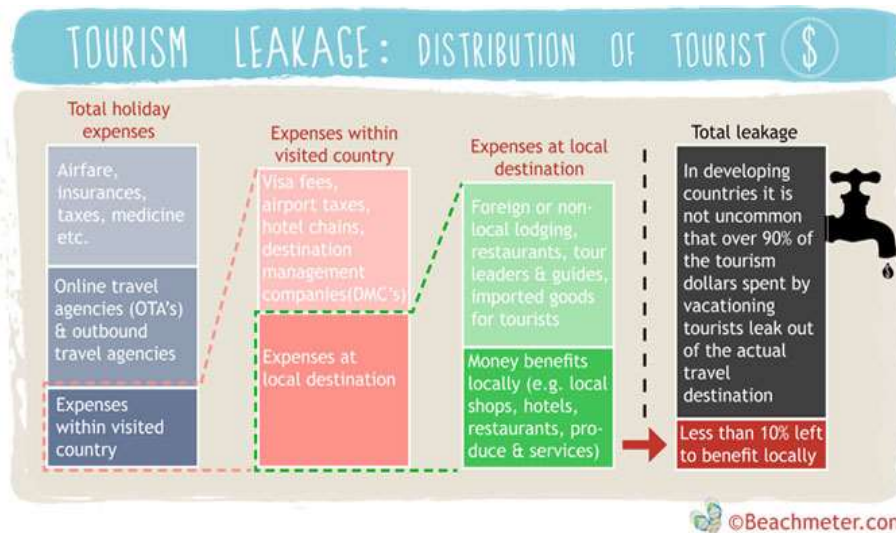 TOURISM LEAKAGE: DISTRIBUTION OF TOURIST $
Total holiday
expenses
Airfare,
insurances,
taxes, medicine
etc.
Online travel
agencies (OTA's)
& outbound
travel agencies
Expenses
within visited
country
Expenses within
visited country
Visa fees,
airport taxes,
hotel chains,
destination
management
companies(DMC's)
Expenses at
local destination
Expenses at local
destination
Foreign or non-
local lodging,
restaurants, tour
leaders & guides,
imported goods
for tourists
Money benefits
locally (e.g. local
shops, hotels,
restaurants, pro-
duce & services)
Total leakage
In developing
countries it is
not uncommon
that over 90% of
the tourism
dollars spent by
vacationing
tourists leak out
of the actual
travel
destination
Less than 10% left
to benefit locally
©Beachmeter.com